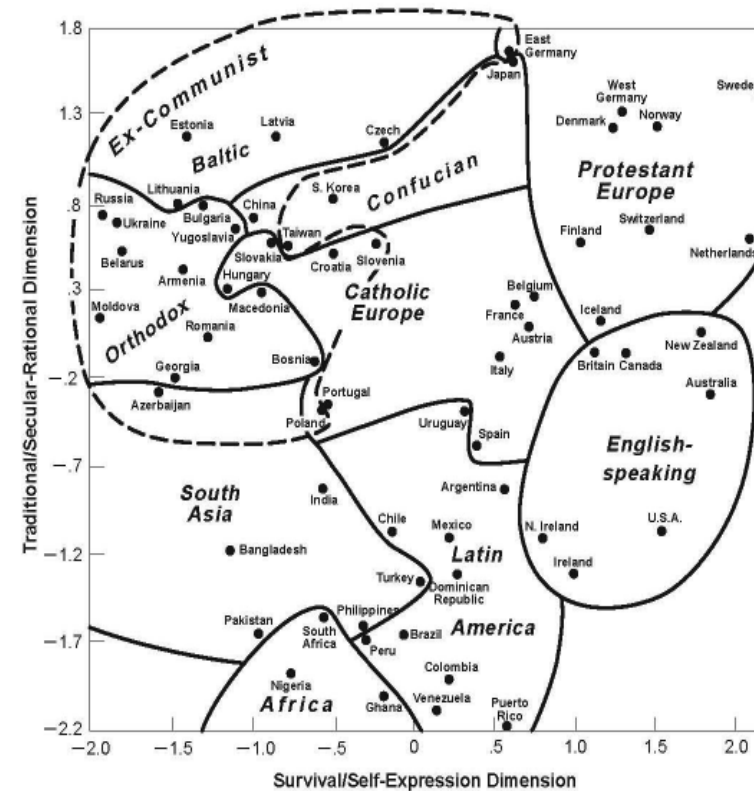 1.8
1.3
.8
.3
−.2
−.7
−1.2
−1.7
−2.2
Traditional/Secular-Rational Dimension
Ex-Communist
East
Germany
Japan
West
Germany
Swede
Denmark
Norway
Estonia
Latvia
Czech
Baltic
Protestant
Europe
Confucian
S. Korea
Lithuania
Russia
Bulgaria
China
Ukraine
Yugoslavia
Taiwan
Switzerland
Finland
Netherlands
Belarus
Slovakia
Croatia
Slovenia
Armenia
Hungary
Macedonia
Catholic
Europe
Belgium
France
Austria
Iceland
Moldova
Orthodox
Romania
New Zealand
Britain
Canada
Italy
Bosnia
Georgia
Azerbaijan
Portugal
Poland
Australia
Uruguay
Spain
English-
speaking
South
Asia
India
Argentina
Chile
Mexico
N. Ireland
U.S.A.
Bangladesh
Latin
Ireland
Turkey
Dominican
Republic
Philippines
America
Pakistan
South
Africa
Brazil
Peru
Nigeria
Colombia
Africa
Ghana
Venezuela
Puerto
Rico
−2.0
−1.5
−1.0
−.5
0
.5
1.0
1.5
2.0
Survival/Self-Expression Dimension